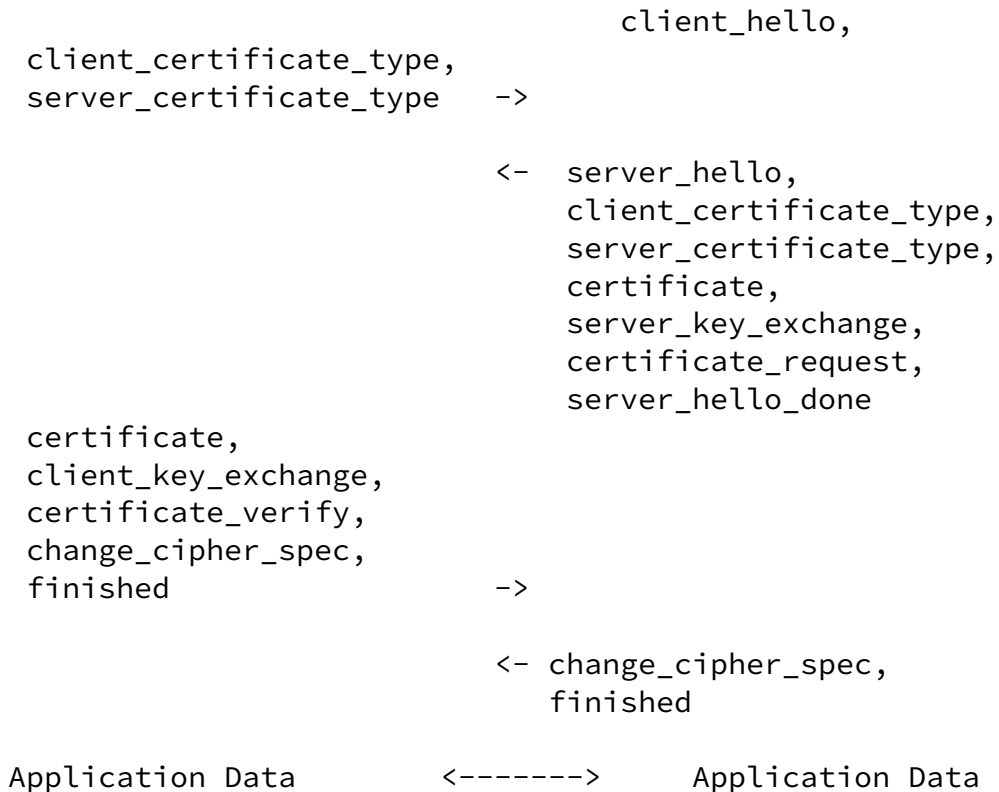 client_hello,
client_certificate_type,
server_certificate_type   ->
<-  server_hello,
client_certificate_type,
server_certificate_type,
certificate,
server_key_exchange,
certificate_request,
server_hello_done
certificate,
client_key_exchange,
certificate_verify,
change_cipher_spec,
finished                  ->
<- change_cipher_spec,
finished
Application Data        <------->     Application Data